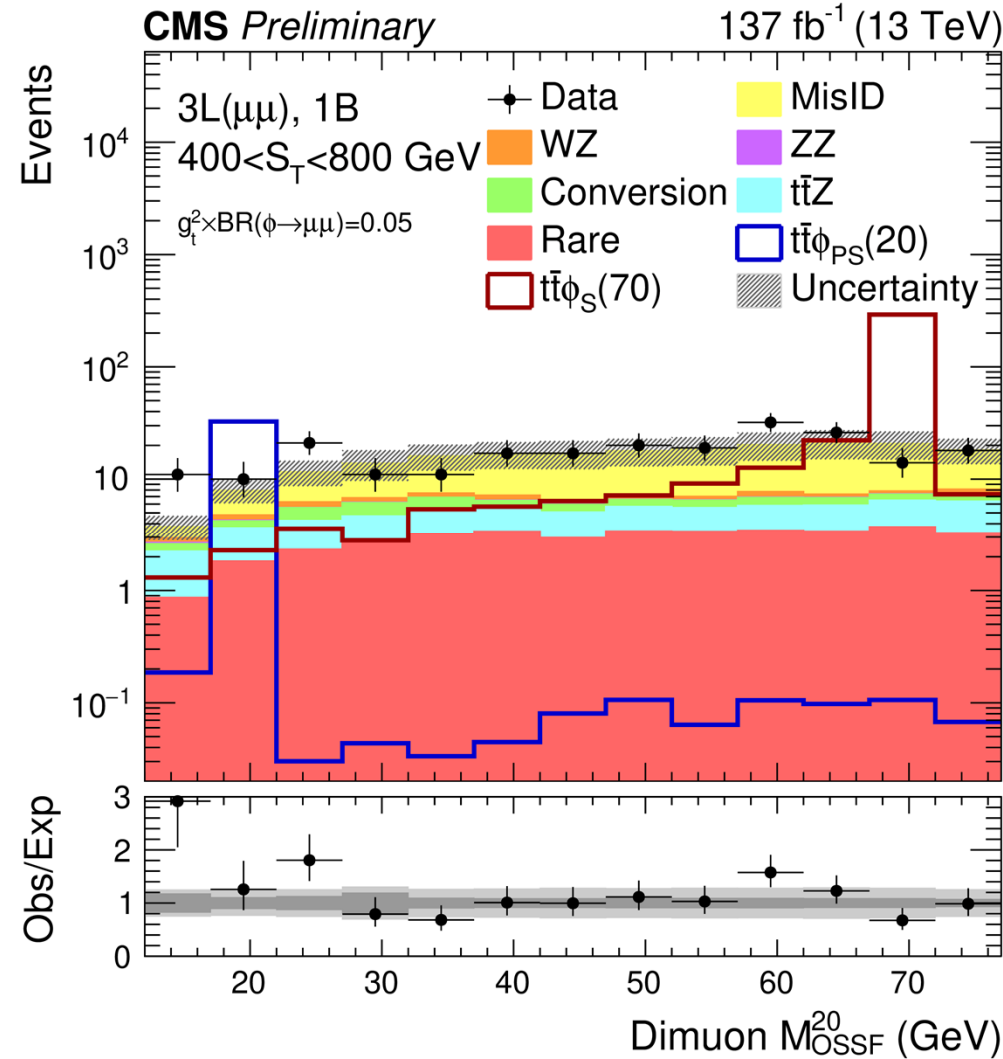 CMS Preliminary 137 fb⁻¹ (13 TeV)
Events
3L(μμ), 1B
400<S_T<800 GeV
g_t²×BR(ϕ→μμ)=0.05
Data
MisID
WZ
ZZ
Conversion
tt̄Z
Rare
tt̄ϕ_PS(20)
tt̄ϕ_S(70)
Uncertainty
10⁴
10³
10²
10
1
10⁻¹
Obs/Exp
3
2
1
0
20 30 40 50 60 70
Dimuon M_OSSF^20 (GeV)